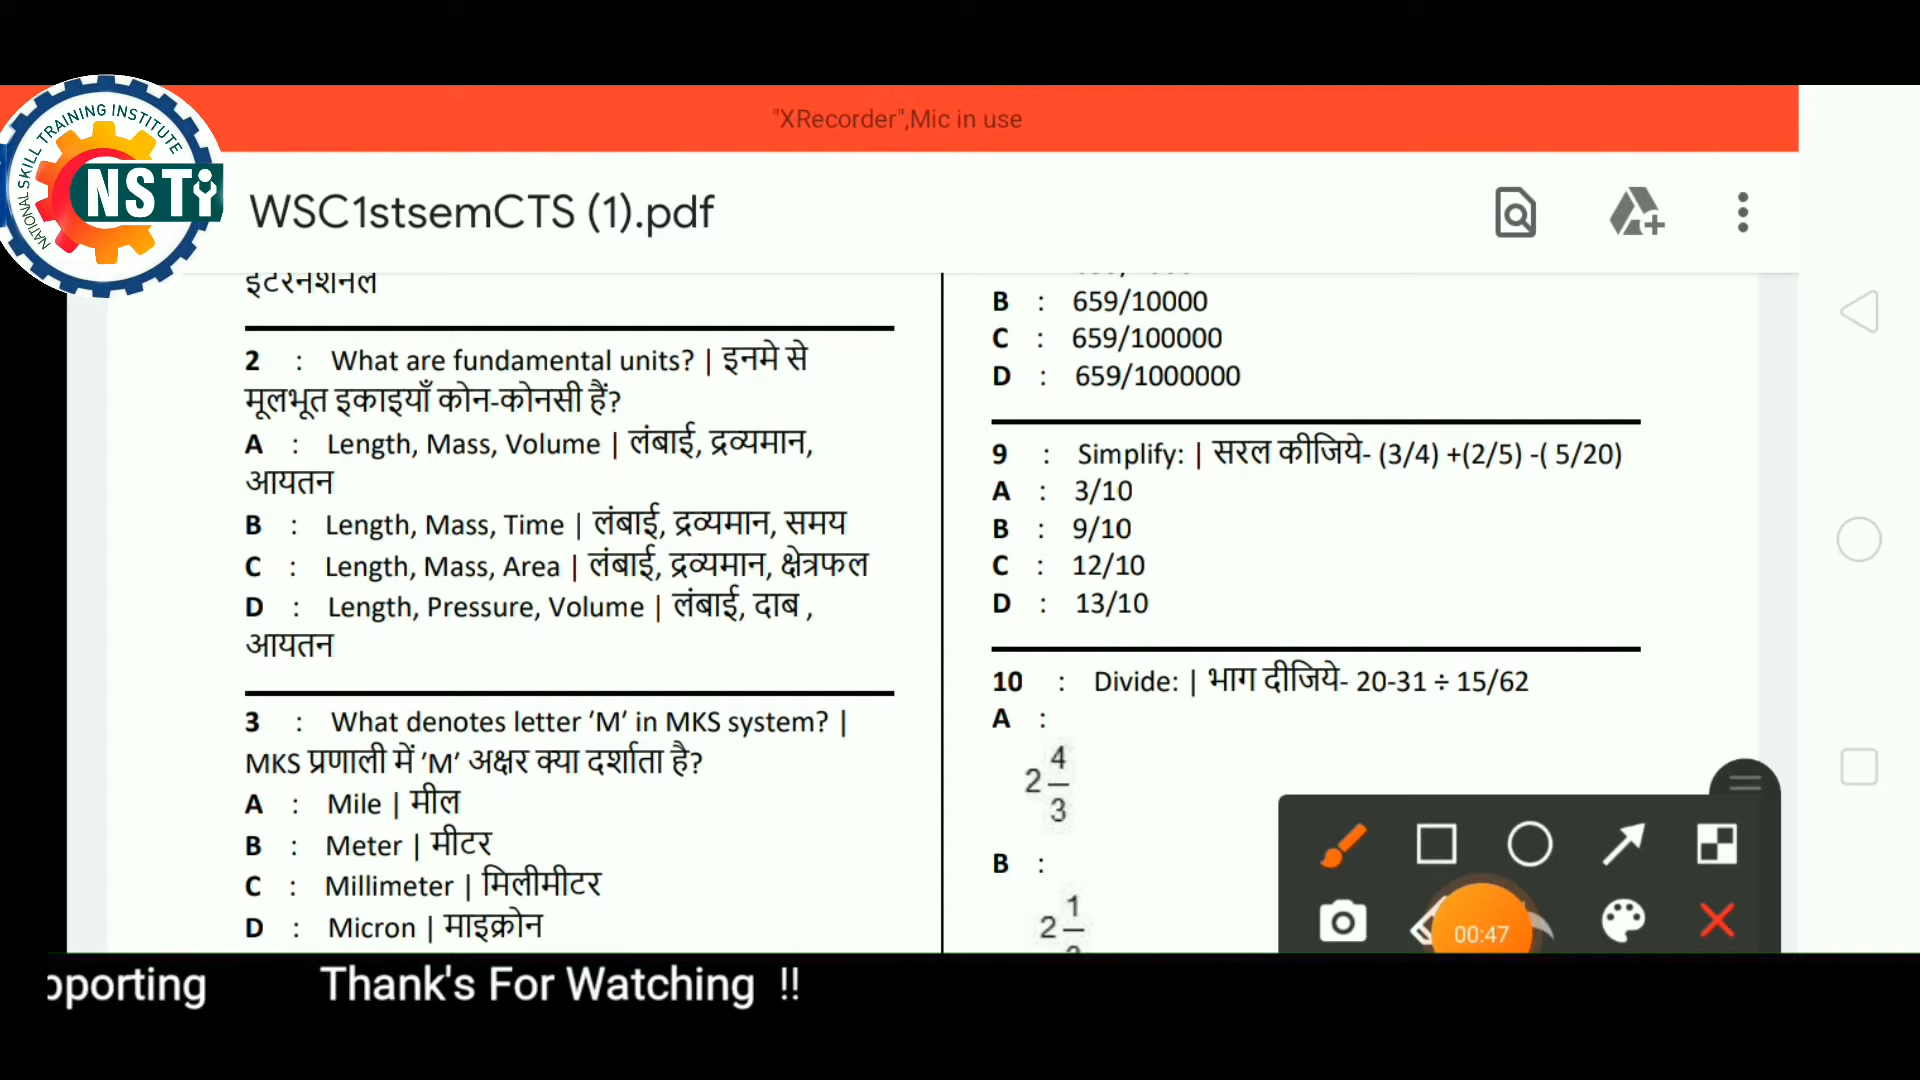 "XRecorder",Mic in use
NATIONAL SKILL TRAINING INSTITUTE
NSTi
WSC1stsemCTS (1).pdf
इंटरनेशनल
2 : What are fundamental units? | इनमे से
मूलभूत इकाइयाँ कोन-कोनसी हैं?
A : Length, Mass, Volume | लंबाई, द्रव्यमान,
आयतन
B : Length, Mass, Time | लंबाई, द्रव्यमान, समय
C : Length, Mass, Area | लंबाई, द्रव्यमान, क्षेत्रफल
D : Length, Pressure, Volume | लंबाई, दाब ,
आयतन
3 : What denotes letter ‘M’ in MKS system? |
MKS प्रणाली में ‘M’ अक्षर क्या दर्शाता है?
A : Mile | मील
B : Meter | मीटर
C : Millimeter | मिलीमीटर
D : Micron | माइक्रोन
B : 659/10000
C : 659/100000
D : 659/1000000
9 : Simplify: | सरल कीजिये- (3/4) +(2/5) -( 5/20)
A : 3/10
B : 9/10
C : 12/10
D : 13/10
10 : Divide: | भाग दीजिये- 20-31 ÷ 15/62
A :
2 4/3
B :
2 1
00:47
pporting Thank's For Watching !!